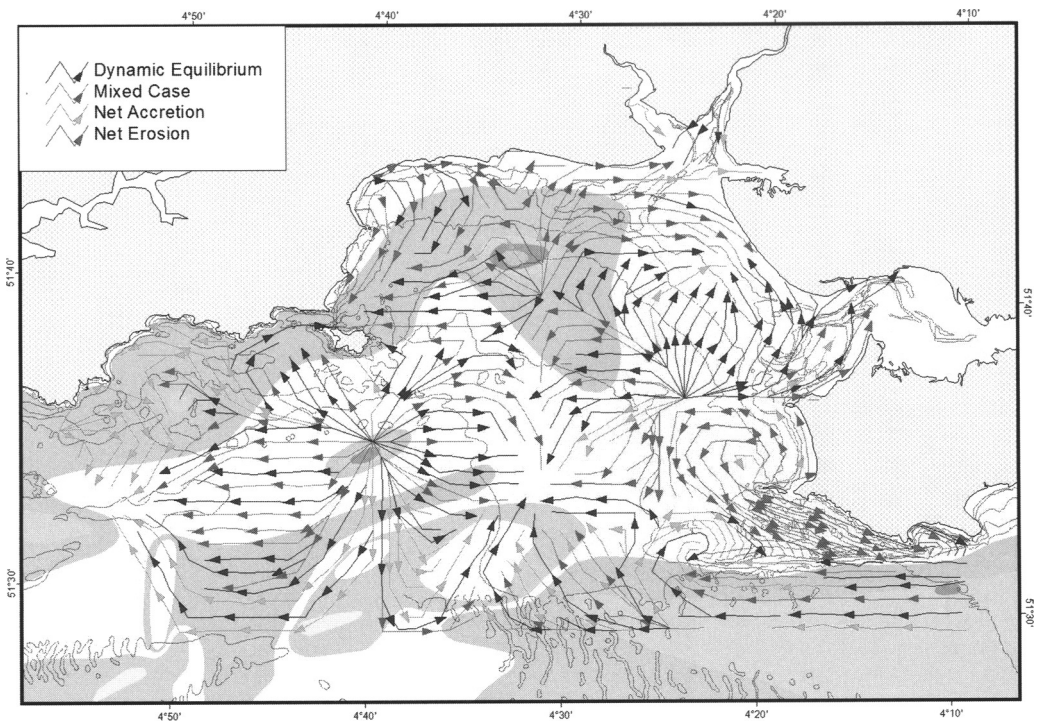 4°50' 4°40' 4°30' 4°20' 4°10'
Dynamic Equilibrium
Mixed Case
Net Accretion
Net Erosion
51°40' 51°40'
51°30' 51°30'
4°50' 4°40' 4°30' 4°20' 4°10'